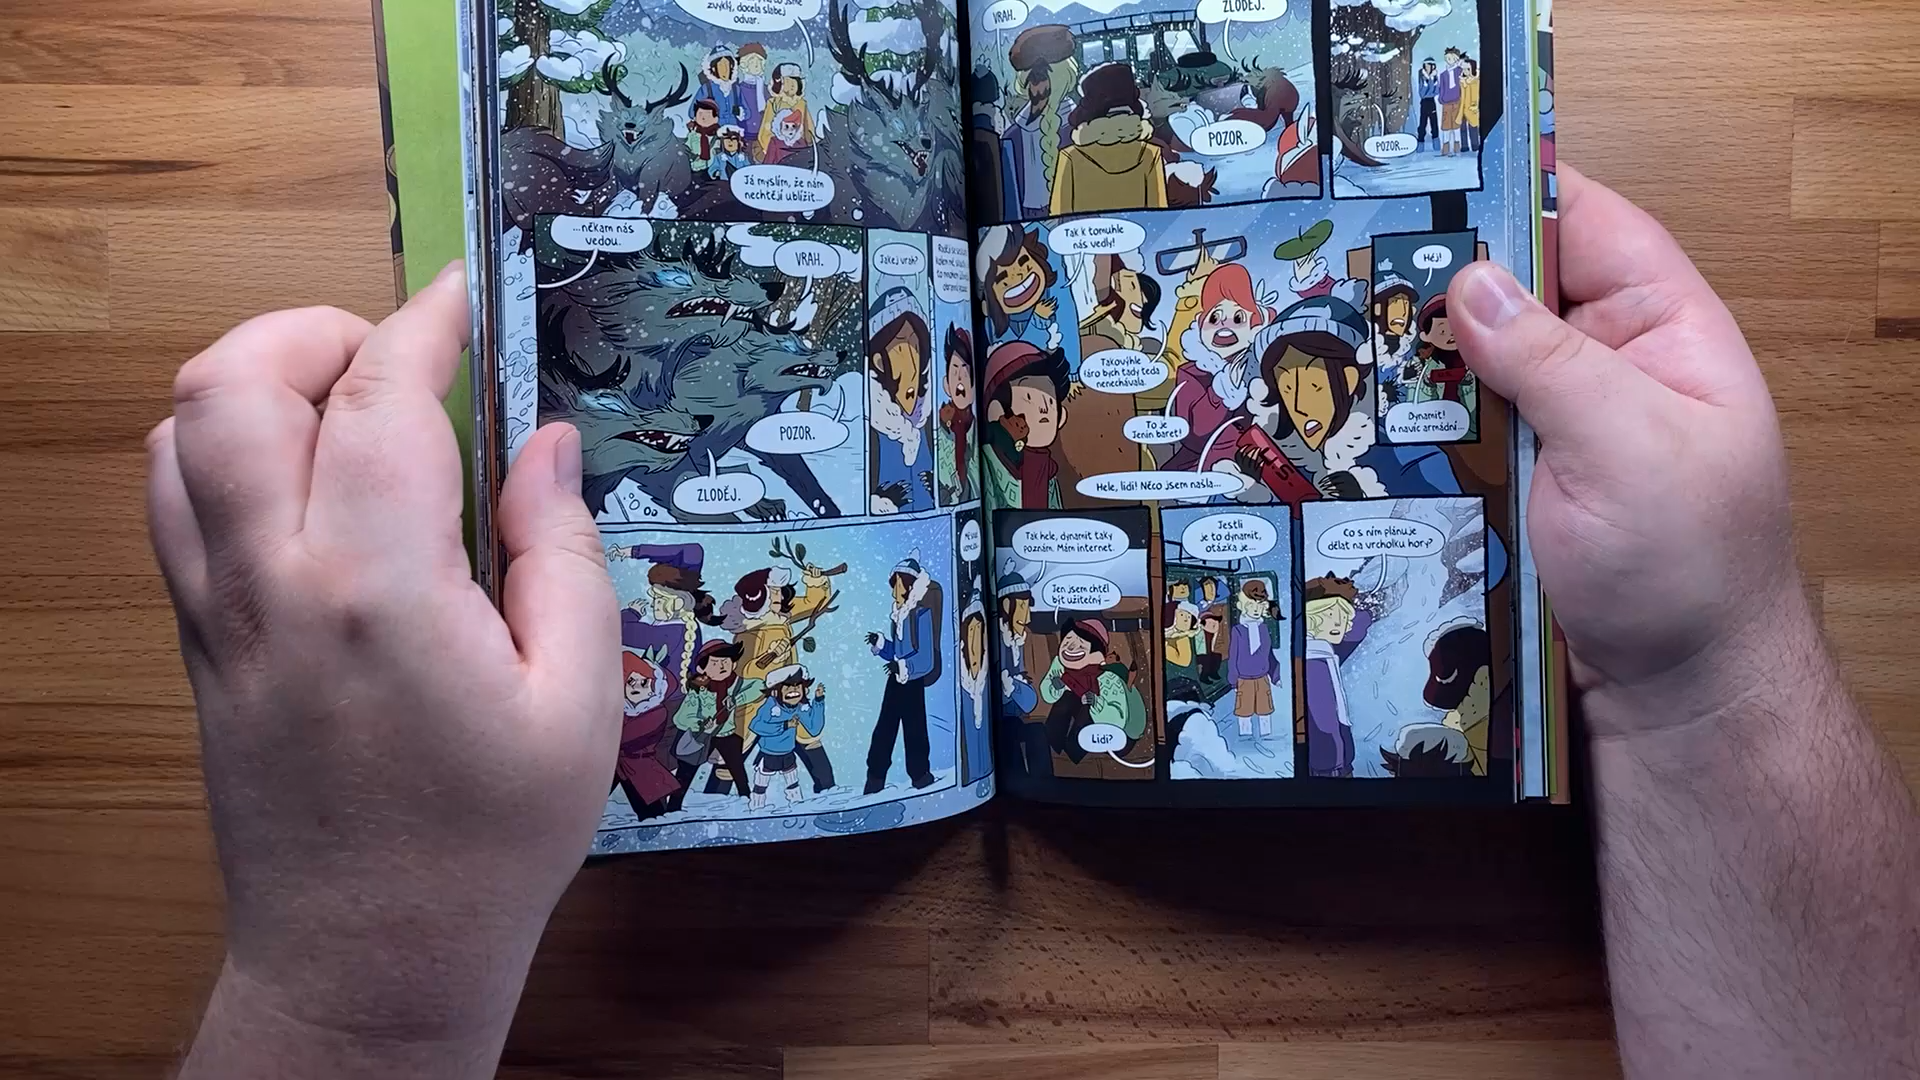 zvyklý, docela slabej
odvar.
Já myslím, že nám
nechtějí ublížit...
...někam nás
vedou.
VRAH.
POZOR.
ZLODĚJ.
Jakej vrah?
VRAH.
ZLODĚJ.
POZOR.
POZOR...
Tak k tomuhle
nás vedly!
Takovýhle
fáro bych tady teda
nenechávala.
To je
Jenin baret!
Hele, lidi! Něco jsem našla...
Héj!
Dynamit!
A navíc armádní...
Tak hele, dynamit taky
poznám. Mám internet.
Jen jsem chtěl
být užitečný –
Lidi?
Jestli
je to dynamit,
otázka je...
Co s ním plánuje
dělat na vrcholku hory?